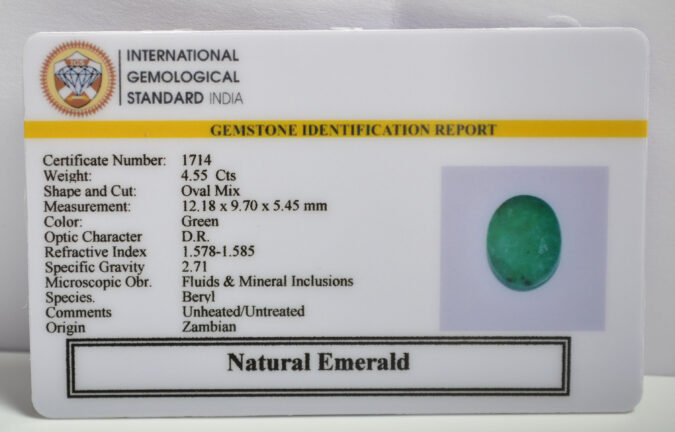 IGS
INTERNATIONAL
GEMOLOGICAL
STANDARD INDIA
GEMSTONE IDENTIFICATION REPORT
Certificate Number: 1714
Weight: 4.55 Cts
Shape and Cut: Oval Mix
Measurement: 12.18 x 9.70 x 5.45 mm
Color: Green
Optic Character D.R.
Refractive Index 1.578-1.585
Specific Gravity 2.71
Microscopic Obr. Fluids & Mineral Inclusions
Species. Beryl
Comments Unheated/Untreated
Origin Zambian
Natural Emerald